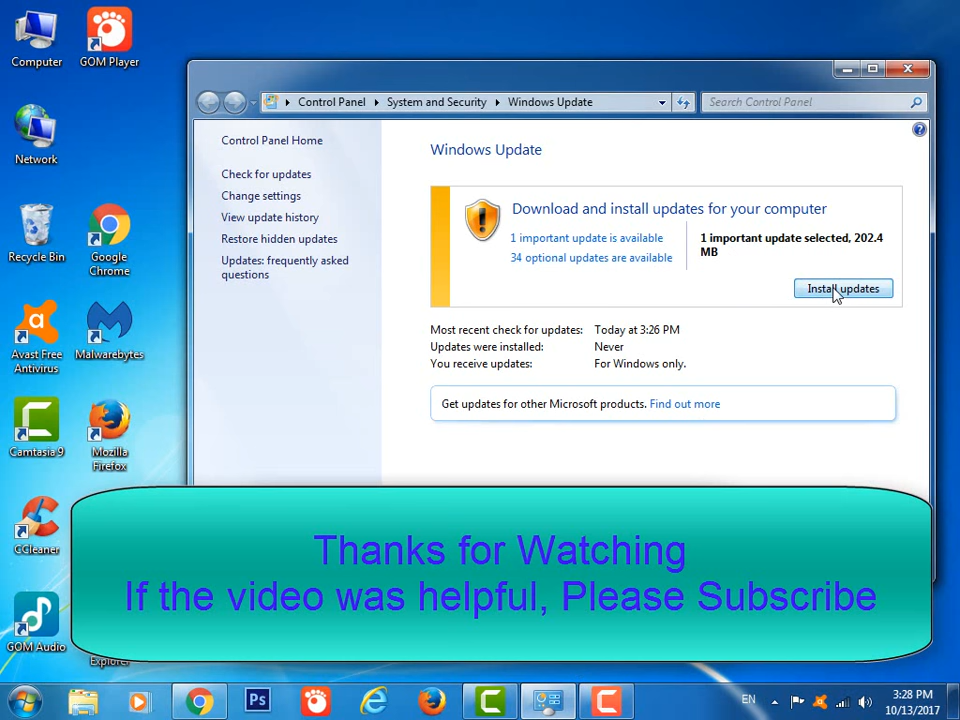 Computer
GOM Player
Network
Recycle Bin
Google
Chrome
Avast Free
Antivirus
Malwarebytes
Camtasia 9
Mozilla
Firefox
CCleaner
GOM Audio
Explorer
Control Panel
System and Security
Windows Update
Search Control Panel
Control Panel Home
Check for updates
Change settings
View update history
Restore hidden updates
Updates: frequently asked
questions
Windows Update
Download and install updates for your computer
1 important update is available
34 optional updates are available
1 important update selected, 202.4
MB
Install updates
Most recent check for updates: Today at 3:26 PM
Updates were installed: Never
You receive updates: For Windows only.
Get updates for other Microsoft products. Find out more
Thanks for Watching
If the video was helpful, Please Subscribe
Ps
EN
3:28 PM
10/13/2017